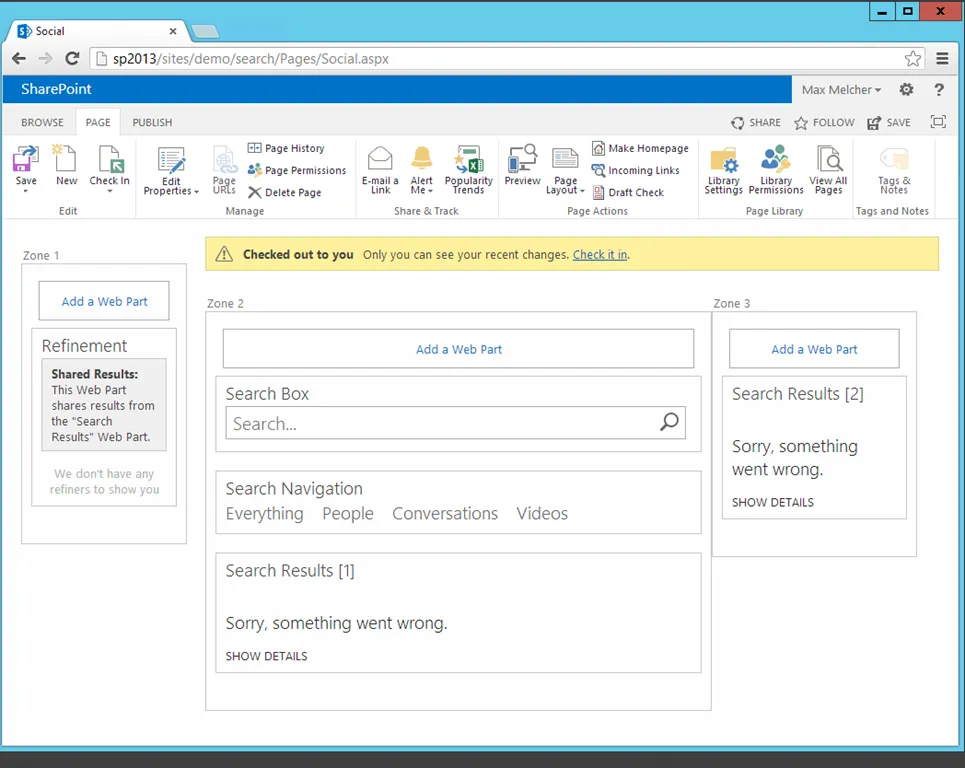 Social
sp2013/sites/demo/search/Pages/Social.aspx
SharePoint
Max Melcher
?
BROWSE
PAGE
PUBLISH
SHARE
FOLLOW
SAVE
Save
New
Check In
Edit
Edit
Properties
Page
URLs
Page History
Page Permissions
Delete Page
Manage
E-mail a
Link
Alert
Me
Popularity
Trends
Share & Track
Preview
Page
Layout
Make Homepage
Incoming Links
Draft Check
Page Actions
Library
Settings
Library
Permissions
View All
Pages
Page Library
Tags &
Notes
Tags and Notes
Checked out to you Only you can see your recent changes. Check it in.
Zone 1
Add a Web Part
Refinement
Shared Results:
This Web Part
shares results from
the "Search
Results" Web Part.
We don't have any
refiners to show you
Zone 2
Add a Web Part
Search Box
Search...
Search Navigation
Everything People Conversations Videos
Search Results [1]
Sorry, something went wrong.
SHOW DETAILS
Zone 3
Add a Web Part
Search Results [2]
Sorry, something
went wrong.
SHOW DETAILS